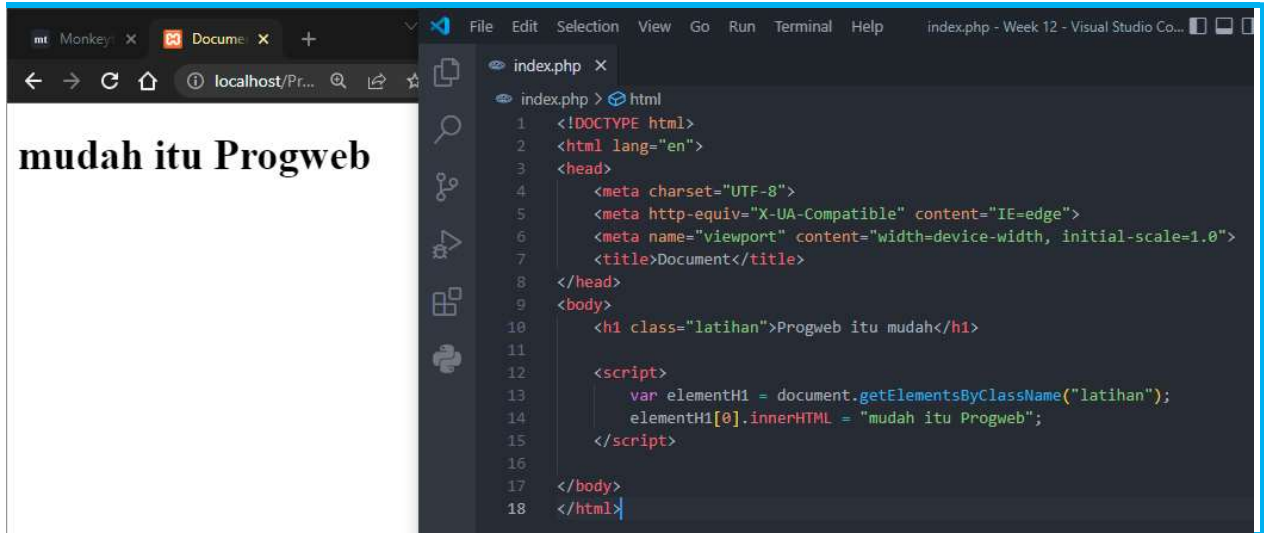 mt Monkey
Docume
localhost/Pr...
mudah itu Progweb
File Edit Selection View Go Run Terminal Help index.php - Week 12 - Visual Studio Co...
index.php
index.php > html
1 <!DOCTYPE html>
2 <html lang="en">
3 <head>
4 <meta charset="UTF-8">
5 <meta http-equiv="X-UA-Compatible" content="IE=edge">
6 <meta name="viewport" content="width=device-width, initial-scale=1.0">
7 <title>Document</title>
8 </head>
9 <body>
10 <h1 class="latihan">Progweb itu mudah</h1>
11
12 <script>
13 var elementH1 = document.getElementsByClassName("latihan");
14 elementH1[0].innerHTML = "mudah itu Progweb";
15 </script>
16
17 </body>
18 </html>